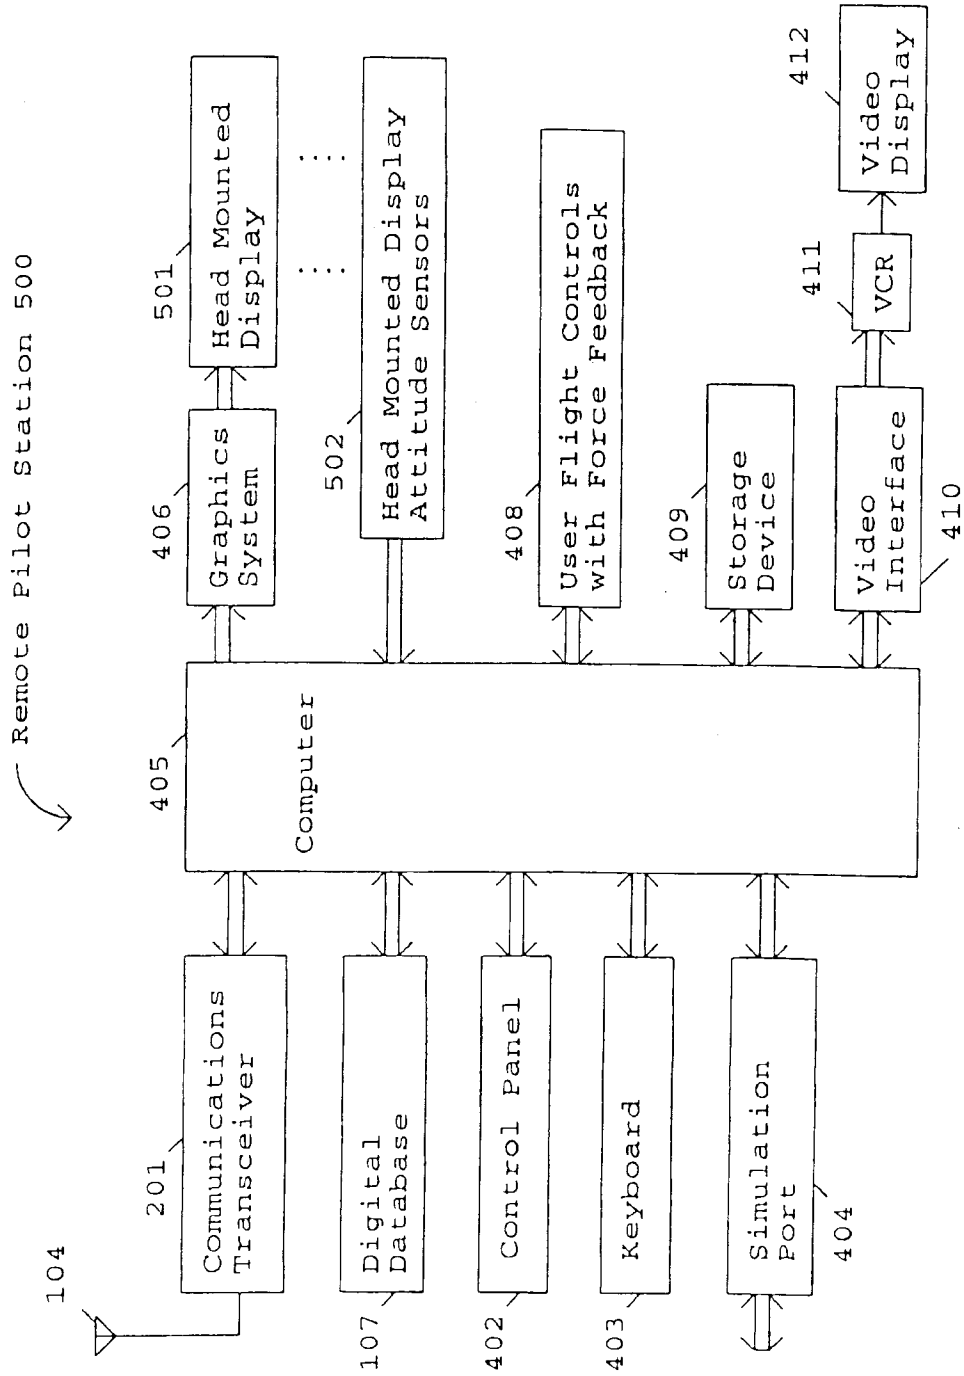 Remote Pilot Station 500
104
201
Communications
Transceiver
107
Digital
Database
402
Control Panel
403
Keyboard
404
Simulation
Port
405
Computer
406
Graphics
System
501
Head Mounted
Display
502
Head Mounted Display
Attitude Sensors
408
User Flight Controls
with Force Feedback
409
Storage
Device
410
Video
Interface
411
VCR
412
Video
Display